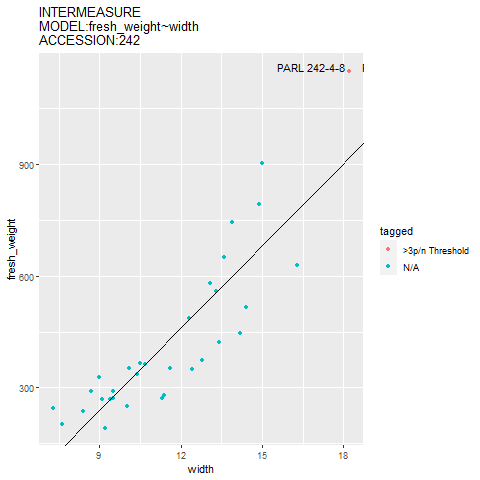 INTERMEASURE
MODEL:fresh_weight~width
ACCESSION:242
PARL 242-4-8
900
600
300
fresh_weight
9 12 15 18
width
tagged
>3p/n Threshold
N/A